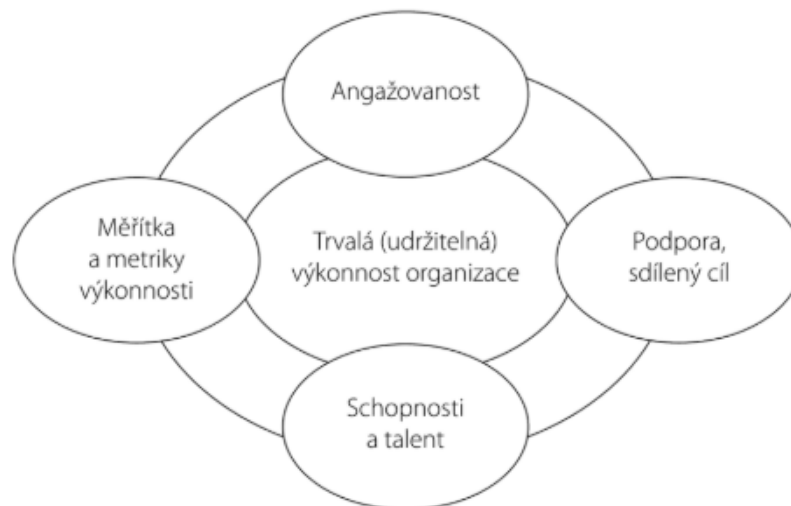 Angažovanost
Měřítka
a metriky
výkonnosti
Trvalá (udržitelná)
výkonnost organizace
Podpora,
sdílený cíl
Schopnosti
a talent